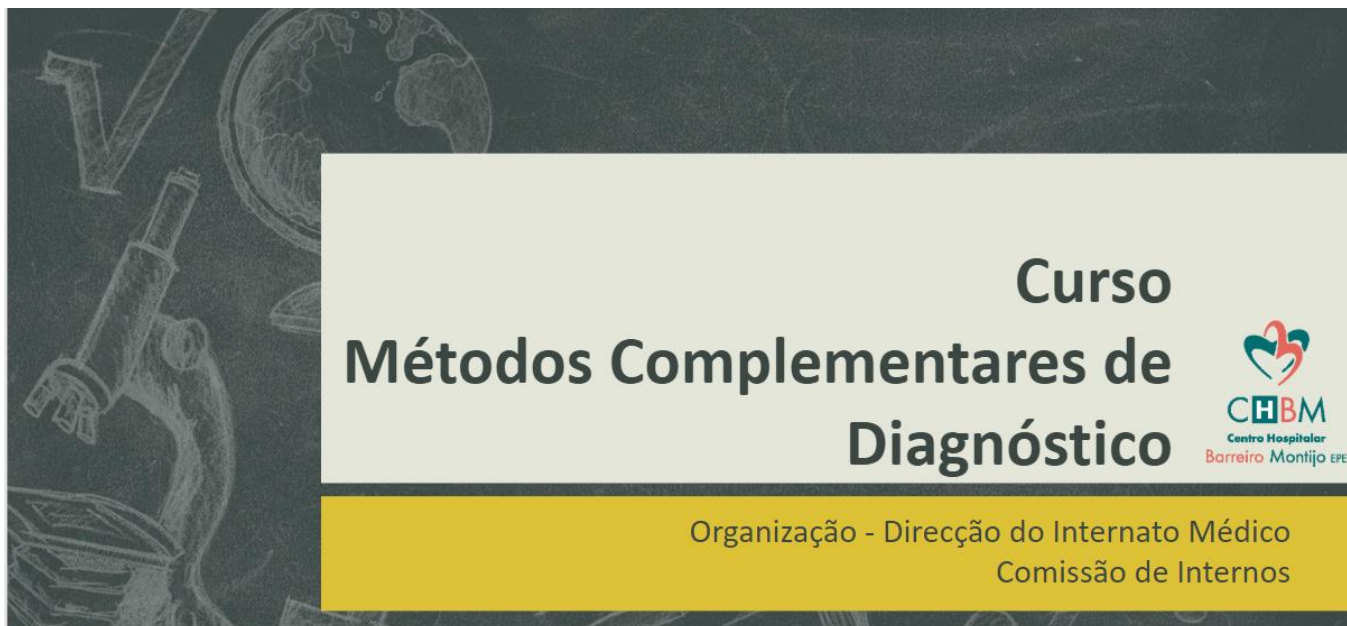 Curso
Métodos Complementares de
Diagnóstico
CHBM
Centro Hospitalar
Barreiro Montijo EPE
Organização - Direcção do Internato Médico
Comissão de Internos